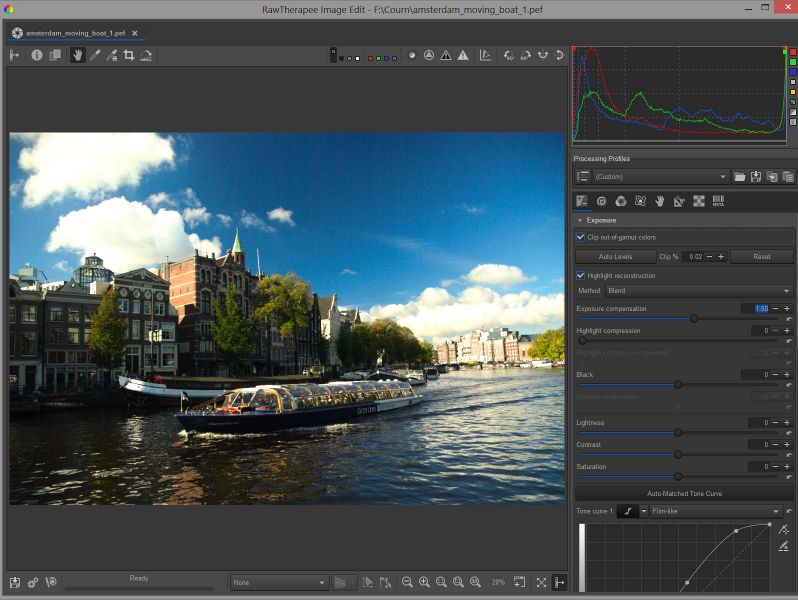 RawTherapee Image Edit - F:\Courn\amsterdam_moving_boat_1.pef
amsterdam_moving_boat_1.pef
Processing Profiles
(Custom)
META
Exposure
Clip out-of-gamut colors
Auto Levels Clip % 0.02 Reset
Highlight reconstruction
Method: Blend
Exposure compensation 1.50
Highlight compression 0
Highlight compression threshold
Black 0
Shadow compression
Lightness 0
Contrast 0
Saturation 0
Auto-Matched Tone Curve
Tone curve 1: Film-like
Gray Line
Ready
None
28%